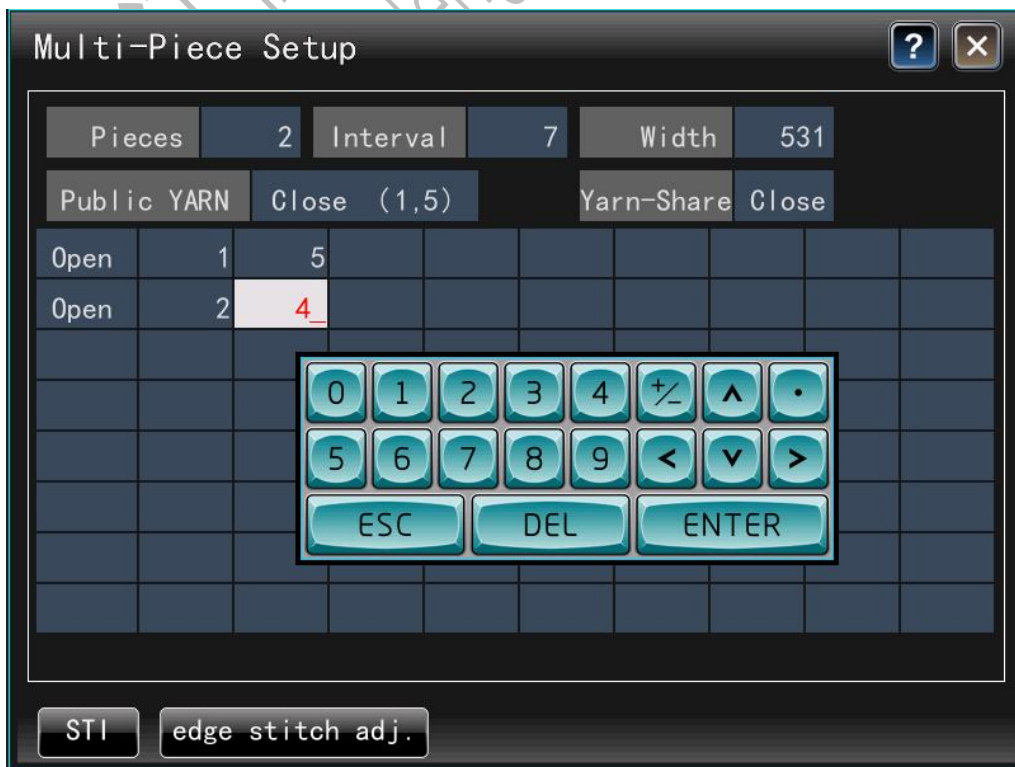 Multi-Piece Setup ? ×
Pieces 2 Interval 7 Width 531
Public YARN Close (1,5) Yarn-Share Close
Open 1 5
Open 2 4_
0 1 2 3 4 +/- ∧ ·
5 6 7 8 9 < ∨ >
ESC DEL ENTER
STI edge stitch adj.